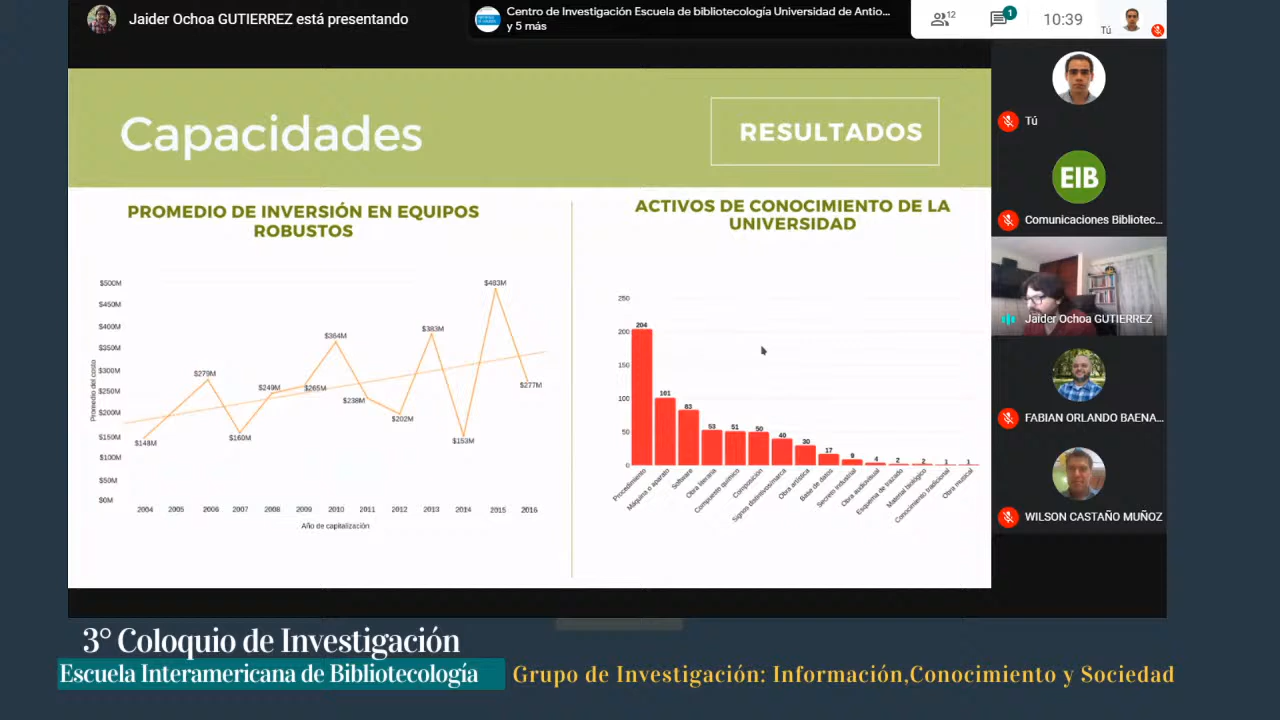 Jaider Ochoa GUTIERREZ está presentando
Centro de Investigación Escuela de bibliotecología Universidad de Antio...
y 5 más
12
1
10:39
Tú
Capacidades
RESULTADOS
PROMEDIO DE INVERSIÓN EN EQUIPOS
ROBUSTOS
$500M
$450M
$400M
$350M
$300M
$250M
$200M
$150M
$100M
$50M
$0M
Promedio del costo
$148M
$279M
$160M
$249M
$265M
$364M
$238M
$202M
$383M
$153M
$483M
$277M
2004 2005 2006 2007 2008 2009 2010 2011 2012 2013 2014 2015 2016
Año de capitalización
ACTIVOS DE CONOCIMIENTO DE LA
UNIVERSIDAD
250
200
150
100
50
0
204
101
83
53
51
50
40
30
17
9
4
2
2
1
1
Procedimiento
Máquina o aparato
Software
Obra literaria
Compuesto químico
Composición
Signos distintivos/marca
Obra artística
Base de datos
Secreto industrial
Obra audiovisual
Esquema de trazado
Material biológico
Conocimiento tradicional
Obra musical
Tú
EIB
Comunicaciones Bibliotec...
Jaider Ochoa GUTIERREZ
FABIAN ORLANDO BAENA...
WILSON CASTAÑO MUÑOZ
3° Coloquio de Investigación
Escuela Interamericana de Bibliotecología
Grupo de Investigación: Información,Conocimiento y Sociedad